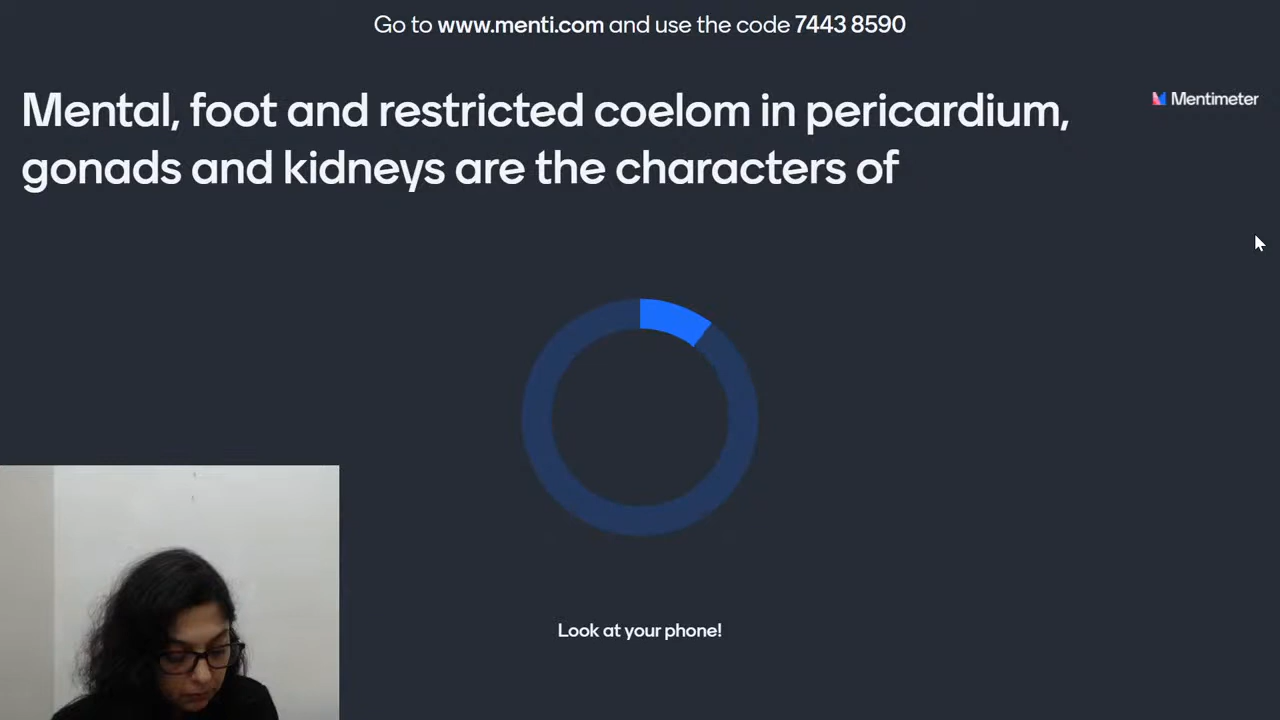 Go to www.menti.com and use the code 7443 8590
Mental, foot and restricted coelom in pericardium,
Mentimeter
gonads and kidneys are the characters of
Look at your phone!